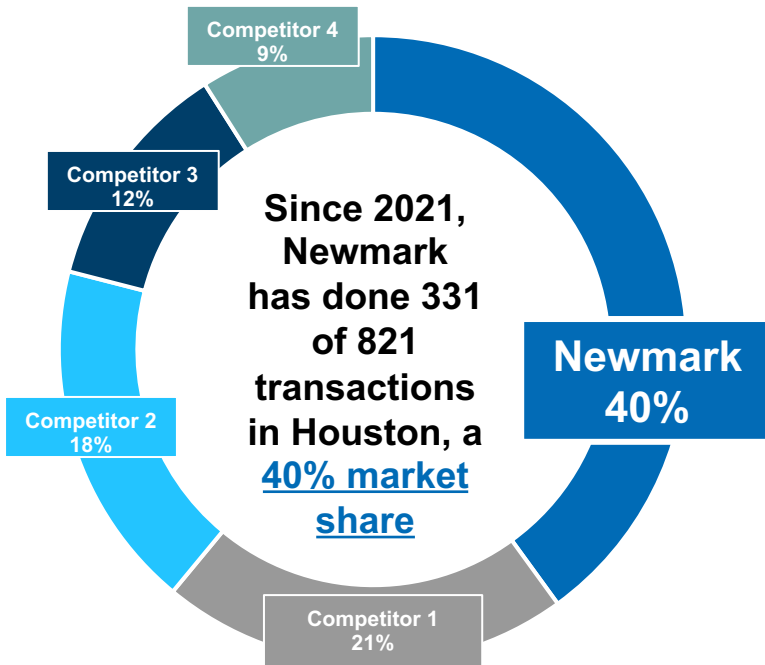 Competitor 4
9%
Competitor 3
12%
Since 2021,
Newmark
has done 331
of 821
transactions
in Houston, a
40% market
share
Newmark
40%
Competitor 2
18%
Competitor 1
21%